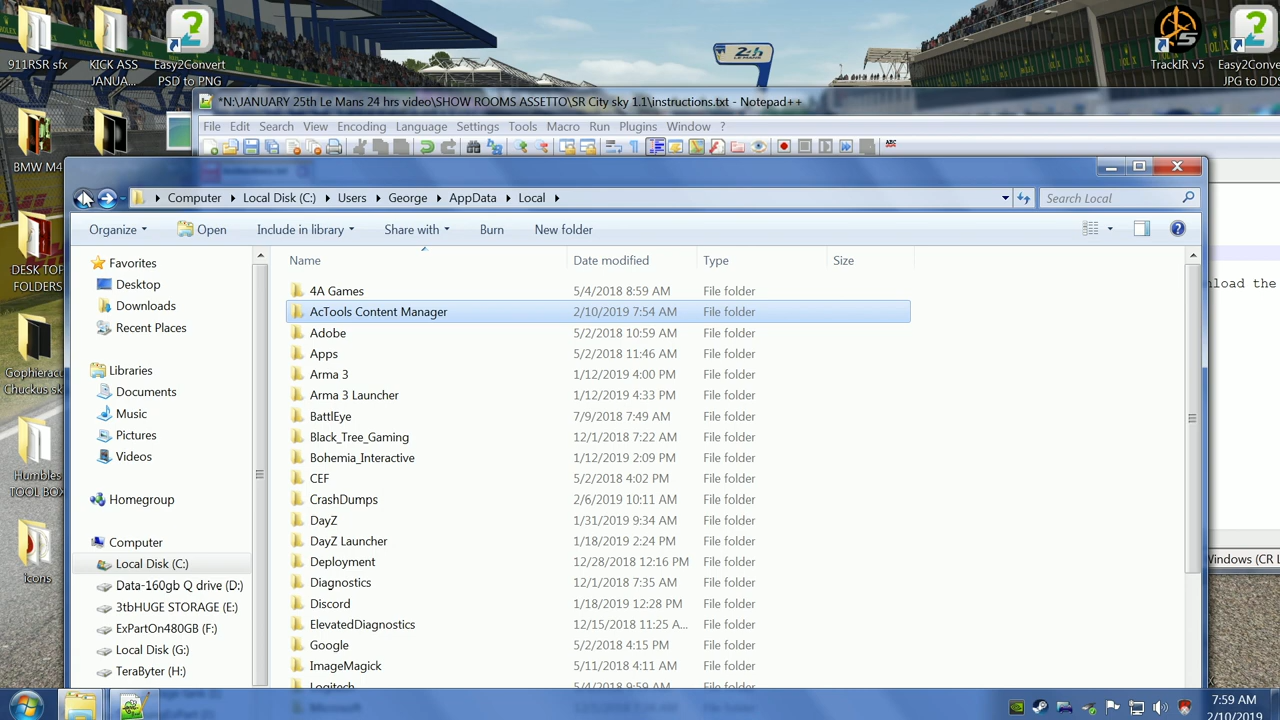 911RSR sfx
KICK ASS
JANUA...
Easy2Convert
PSD to PNG
TrackIR v5
Easy2Conver
JPG to DD
24h
BMW M4
DESK TOP
FOLDERS
Gophierac
Chuckus sk
Humbles
TOOL BOX
icons
*N:\JANUARY 25th Le Mans 24 hrs video\SHOW ROOMS ASSETTO\SR City sky 1.1\instructions.txt - Notepad++
File Edit Search View Encoding Language Settings Tools Macro Run Plugins Window ?
Computer Local Disk (C:) Users George AppData Local
Search Local
Organize Open Include in library Share with Burn New folder
Name Date modified Type Size
Favorites
Desktop
Downloads
Recent Places
Libraries
Documents
Music
Pictures
Videos
Homegroup
Computer
Local Disk (C:)
Data-160gb Q drive (D:)
3tbHUGE STORAGE (E:)
ExPartOn480GB (F:)
Local Disk (G:)
TeraByter (H:)
4A Games 5/4/2018 8:59 AM File folder
AcTools Content Manager 2/10/2019 7:54 AM File folder
Adobe 5/2/2018 10:59 AM File folder
Apps 5/2/2018 11:46 AM File folder
Arma 3 1/12/2019 4:00 PM File folder
Arma 3 Launcher 1/12/2019 4:33 PM File folder
BattlEye 7/9/2018 7:49 AM File folder
Black_Tree_Gaming 12/1/2018 7:22 AM File folder
Bohemia_Interactive 1/12/2019 2:09 PM File folder
CEF 5/2/2018 4:02 PM File folder
CrashDumps 2/6/2019 10:11 AM File folder
DayZ 1/31/2019 9:34 AM File folder
DayZ Launcher 1/18/2019 2:24 PM File folder
Deployment 12/28/2018 12:16 PM File folder
Diagnostics 12/1/2018 7:35 AM File folder
Discord 1/18/2019 12:28 PM File folder
ElevatedDiagnostics 12/15/2018 11:25 A... File folder
Google 5/2/2018 4:15 PM File folder
ImageMagick 5/11/2018 4:11 AM File folder
Logitech 5/4/2018 9:59 AM File folder
nload the
Windows (CR L
7:59 AM
2/10/2019